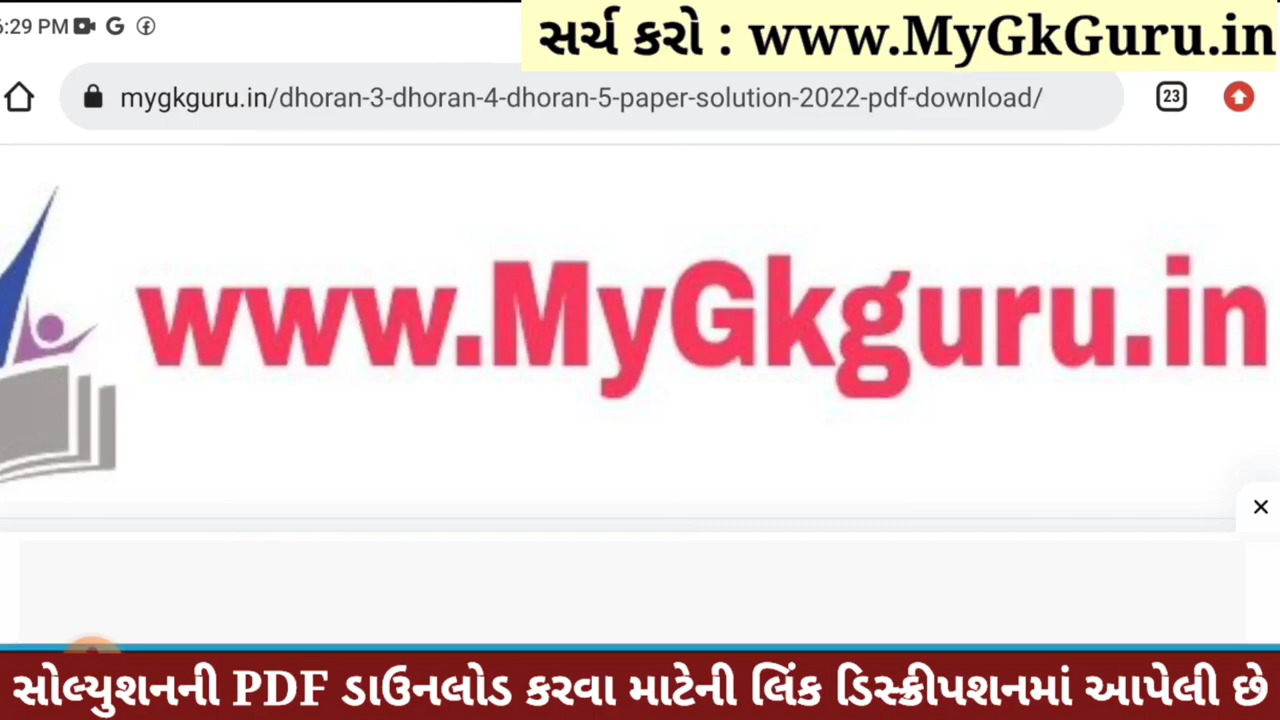 6:29 PM
સર્ચ કરો : www.MyGkGuru.in
mygkguru.in/dhoran-3-dhoran-4-dhoran-5-paper-solution-2022-pdf-download/
23
www.MyGkguru.in
સોલ્યુશનની PDF ડાઉનલોડ કરવા માટેની લિંક ડિસ્ક્રીપશનમાં આપેલી છે